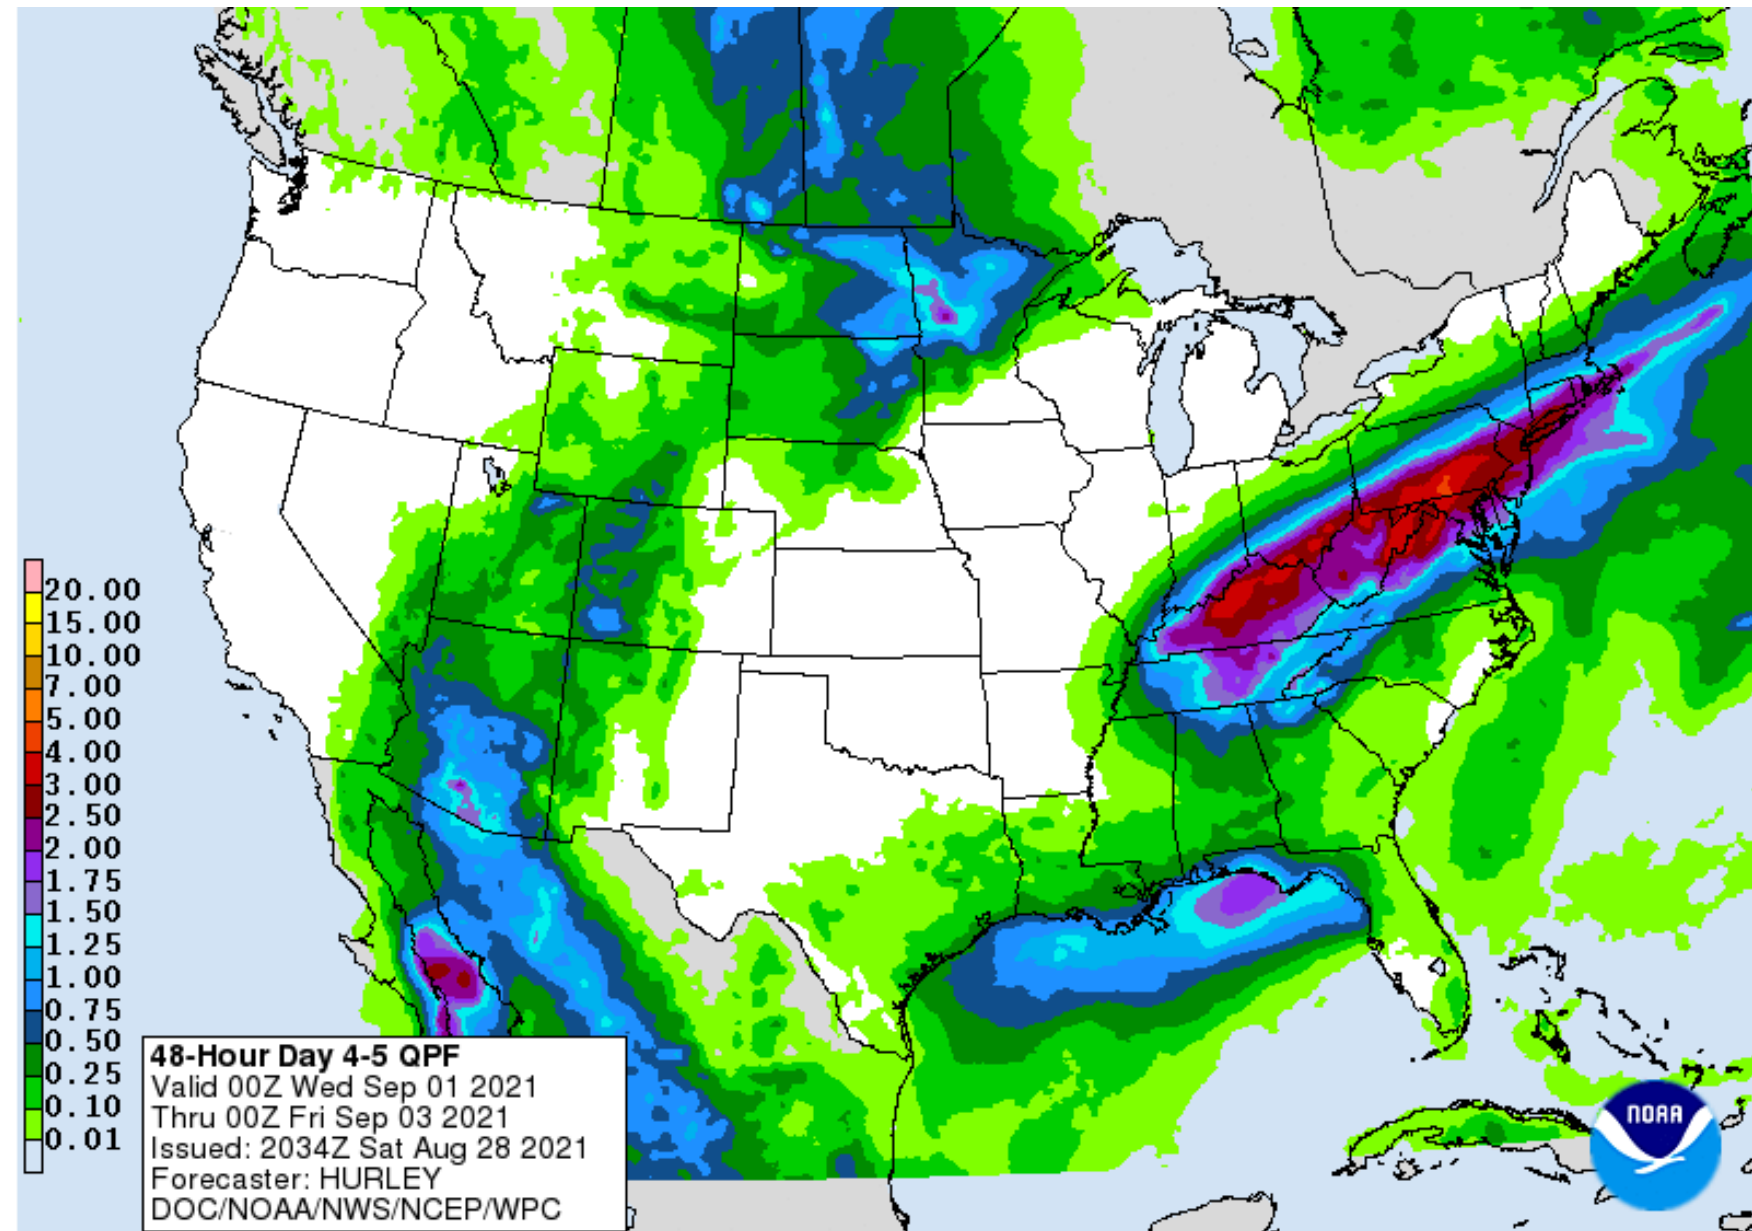 20.00
15.00
10.00
7.00
5.00
4.00
3.00
2.50
2.00
1.75
1.50
1.25
1.00
0.75
0.50
0.25
0.10
0.01
48-Hour Day 4-5 QPF
Valid 00Z Wed Sep 01 2021
Thru 00Z Fri Sep 03 2021
Issued: 2034Z Sat Aug 28 2021
Forecaster: HURLEY
DOC/NOAA/NWS/NCEP/WPC
NOAA